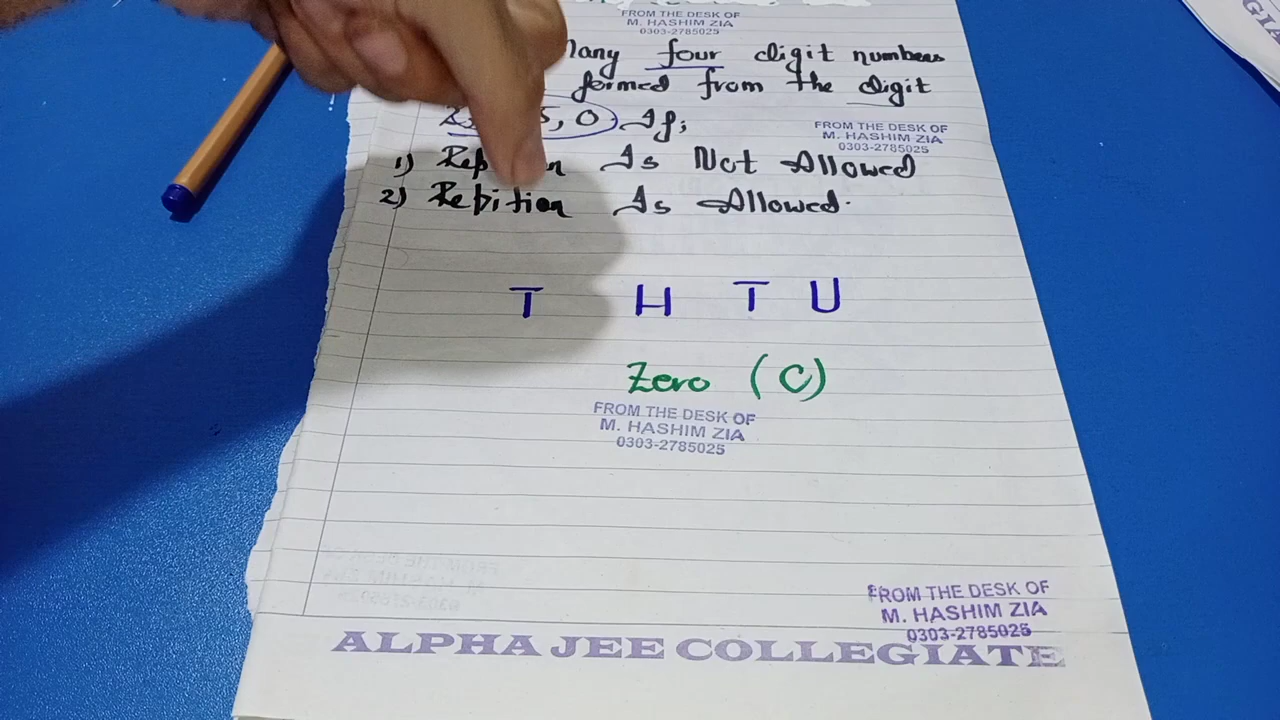 FROM THE DESK OF
M. HASHIM ZIA
0303-2785025
Many four digit numbers
formed from the digit
2, 5, 0. If;
FROM THE DESK OF
M. HASHIM ZIA
0303-2785025
1) Is Not Allowed
2) Repition Is Allowed.
T H T U
Zero (C)
FROM THE DESK OF
M. HASHIM ZIA
0303-2785025
FROM THE DESK OF
M. HASHIM ZIA
0303-2785025
ALPHA JEE COLLEGIATE